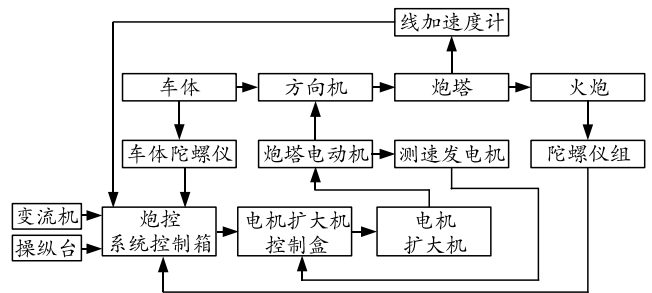 线加速度计
车体
方向机
炮塔
火炮
车体陀螺仪
炮塔电动机
测速发电机
陀螺仪组
变流机
操纵台
炮控
系统控制箱
电机扩大机
控制盒
电机
扩大机